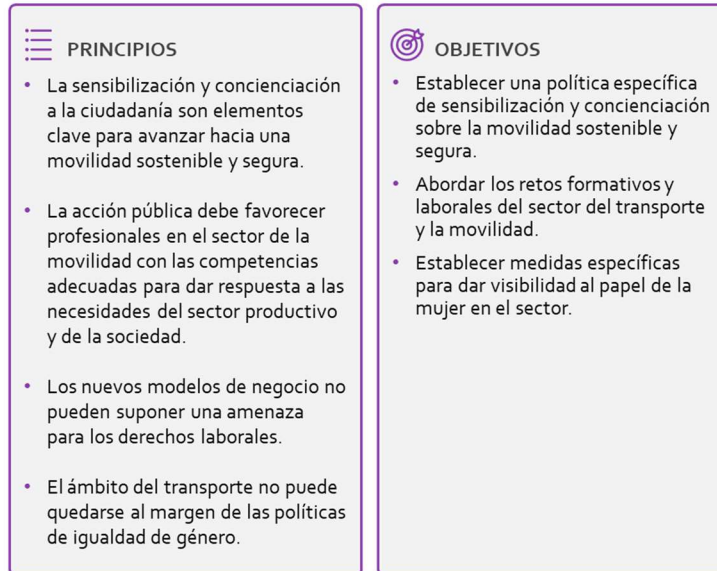 PRINCIPIOS
• La sensibilización y concienciación
a la ciudadanía son elementos
clave para avanzar hacia una
movilidad sostenible y segura.
• La acción pública debe favorecer
profesionales en el sector de la
movilidad con las competencias
adecuadas para dar respuesta a las
necesidades del sector productivo
y de la sociedad.
• Los nuevos modelos de negocio no
pueden suponer una amenaza
para los derechos laborales.
• El ámbito del transporte no puede
quedarse al margen de las políticas
de igualdad de género.
OBJETIVOS
• Establecer una política específica
de sensibilización y concienciación
sobre la movilidad sostenible y
segura.
• Abordar los retos formativos y
laborales del sector del transporte
y la movilidad.
• Establecer medidas específicas
para dar visibilidad al papel de la
mujer en el sector.